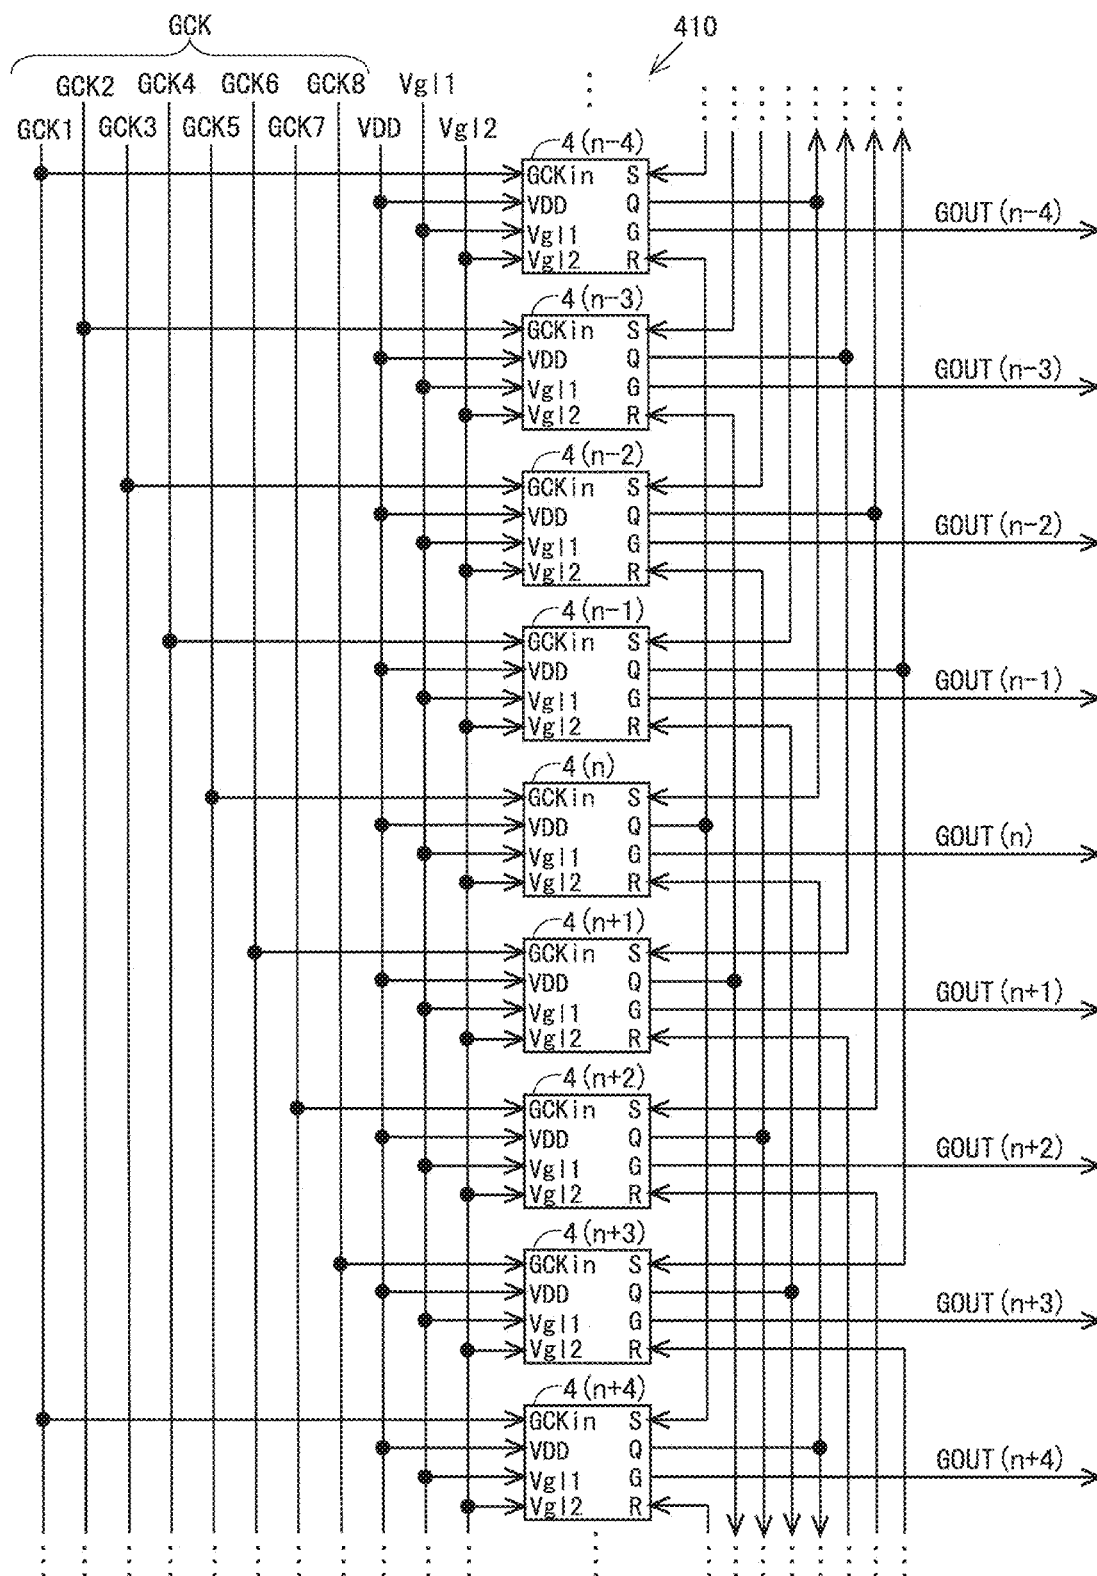 GCK
410
GCK2 GCK4 GCK6 GCK8 Vgl1
GCK1 GCK3 GCK5 GCK7 VDD Vgl2
4(n-4)
GCKin S
VDD Q
Vgl1 G
Vgl2 R
GOUT(n-4)
4(n-3)
GCKin S
VDD Q
Vgl1 G
Vgl2 R
GOUT(n-3)
4(n-2)
GCKin S
VDD Q
Vgl1 G
Vgl2 R
GOUT(n-2)
4(n-1)
GCKin S
VDD Q
Vgl1 G
Vgl2 R
GOUT(n-1)
4(n)
GCKin S
VDD Q
Vgl1 G
Vgl2 R
GOUT(n)
4(n+1)
GCKin S
VDD Q
Vgl1 G
Vgl2 R
GOUT(n+1)
4(n+2)
GCKin S
VDD Q
Vgl1 G
Vgl2 R
GOUT(n+2)
4(n+3)
GCKin S
VDD Q
Vgl1 G
Vgl2 R
GOUT(n+3)
4(n+4)
GCKin S
VDD Q
Vgl1 G
Vgl2 R
GOUT(n+4)